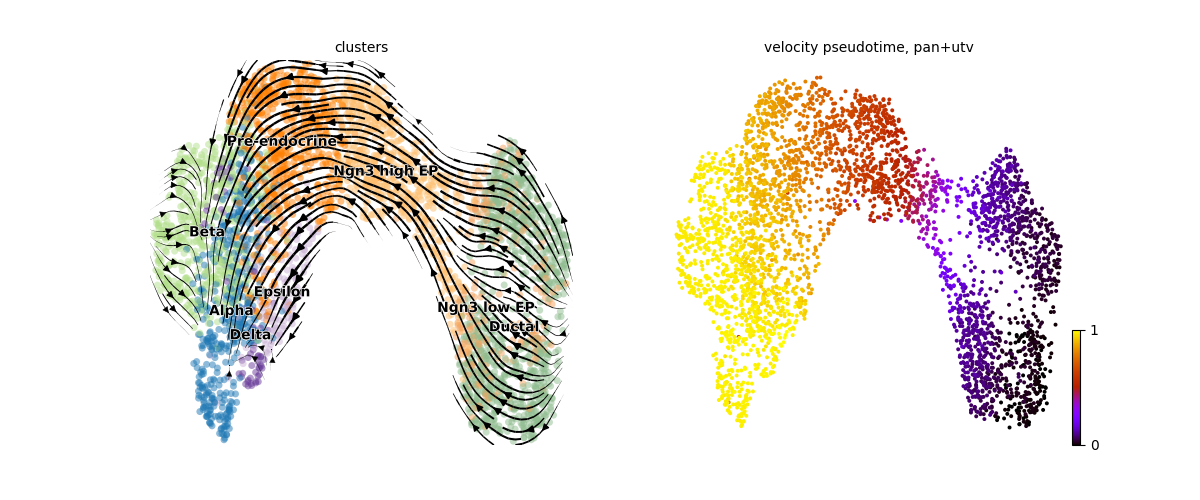 clusters
velocity pseudotime, pan+utv
Pre-endocrine
Ngn3 high EP
Beta
Epsilon
Alpha
Ngn3 low EP
Ductal
Delta
1
0